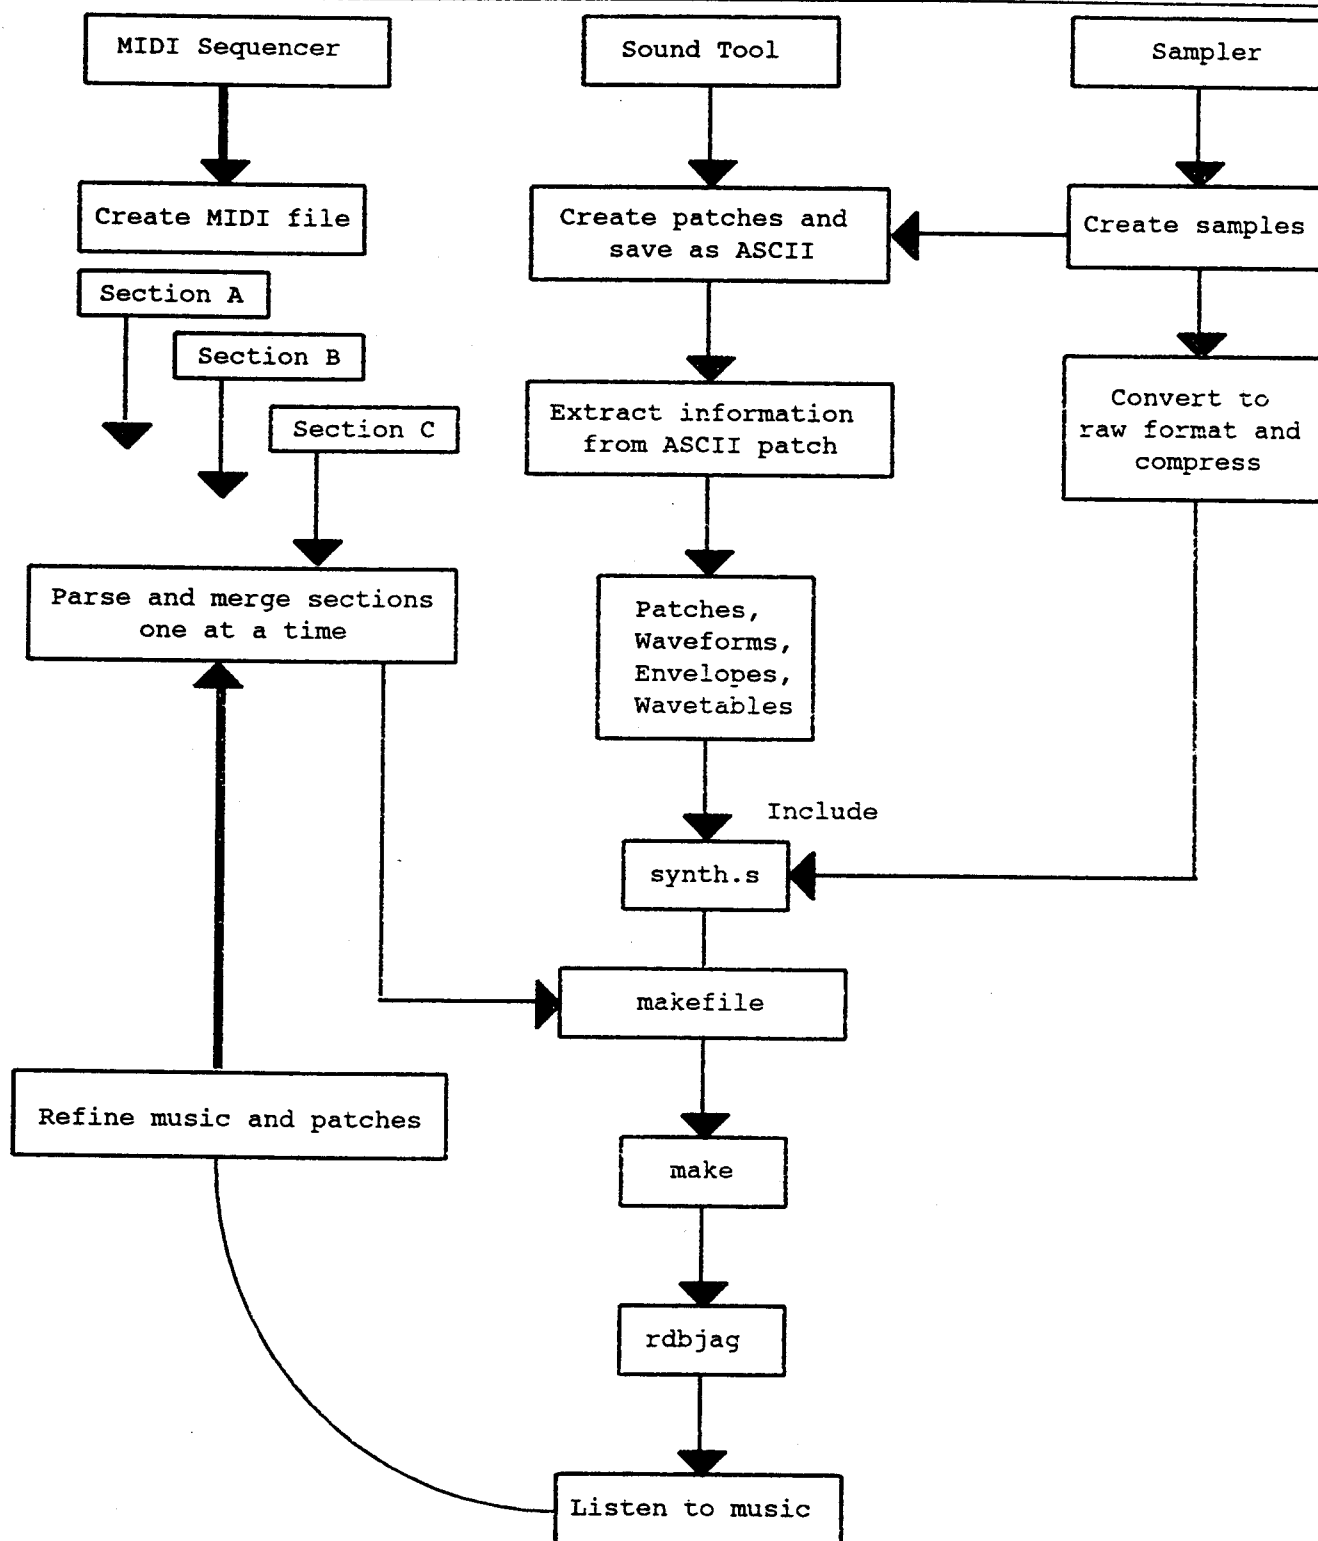 MIDI Sequencer
Sound Tool
Sampler
Create MIDI file
Create patches and
save as ASCII
Create samples
Section A
Section B
Section C
Extract information
from ASCII patch
Convert to
raw format and
compress
Parse and merge sections
one at a time
Patches,
Waveforms,
Envelopes,
Wavetables
Include
synth.s
makefile
Refine music and patches
make
rdbjag
Listen to music